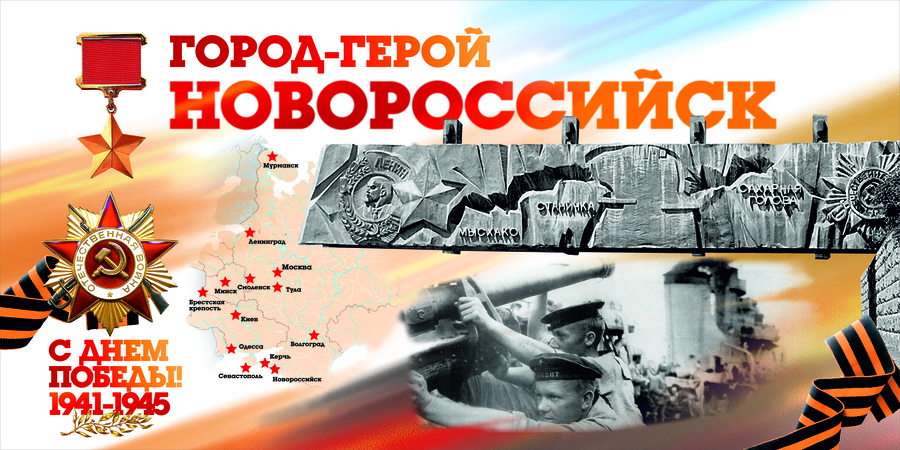 ГОРОД-ГЕРОЙ
НОВОРОССИЙСК
ЛЕНИН
СТАНИЧКА
МЫСХАКО
САХАРНАЯ
ГОЛОВА
ОТЕЧЕСТВЕННАЯ ВОЙНА
Мурманск
Ленинград
Москва
Смоленск
Тула
Минск
Брестская
крепость
Киев
Волгоград
Одесса
Керчь
Севастополь
Новороссийск
С ДНЕМ
ПОБЕДЫ!
1941-1945